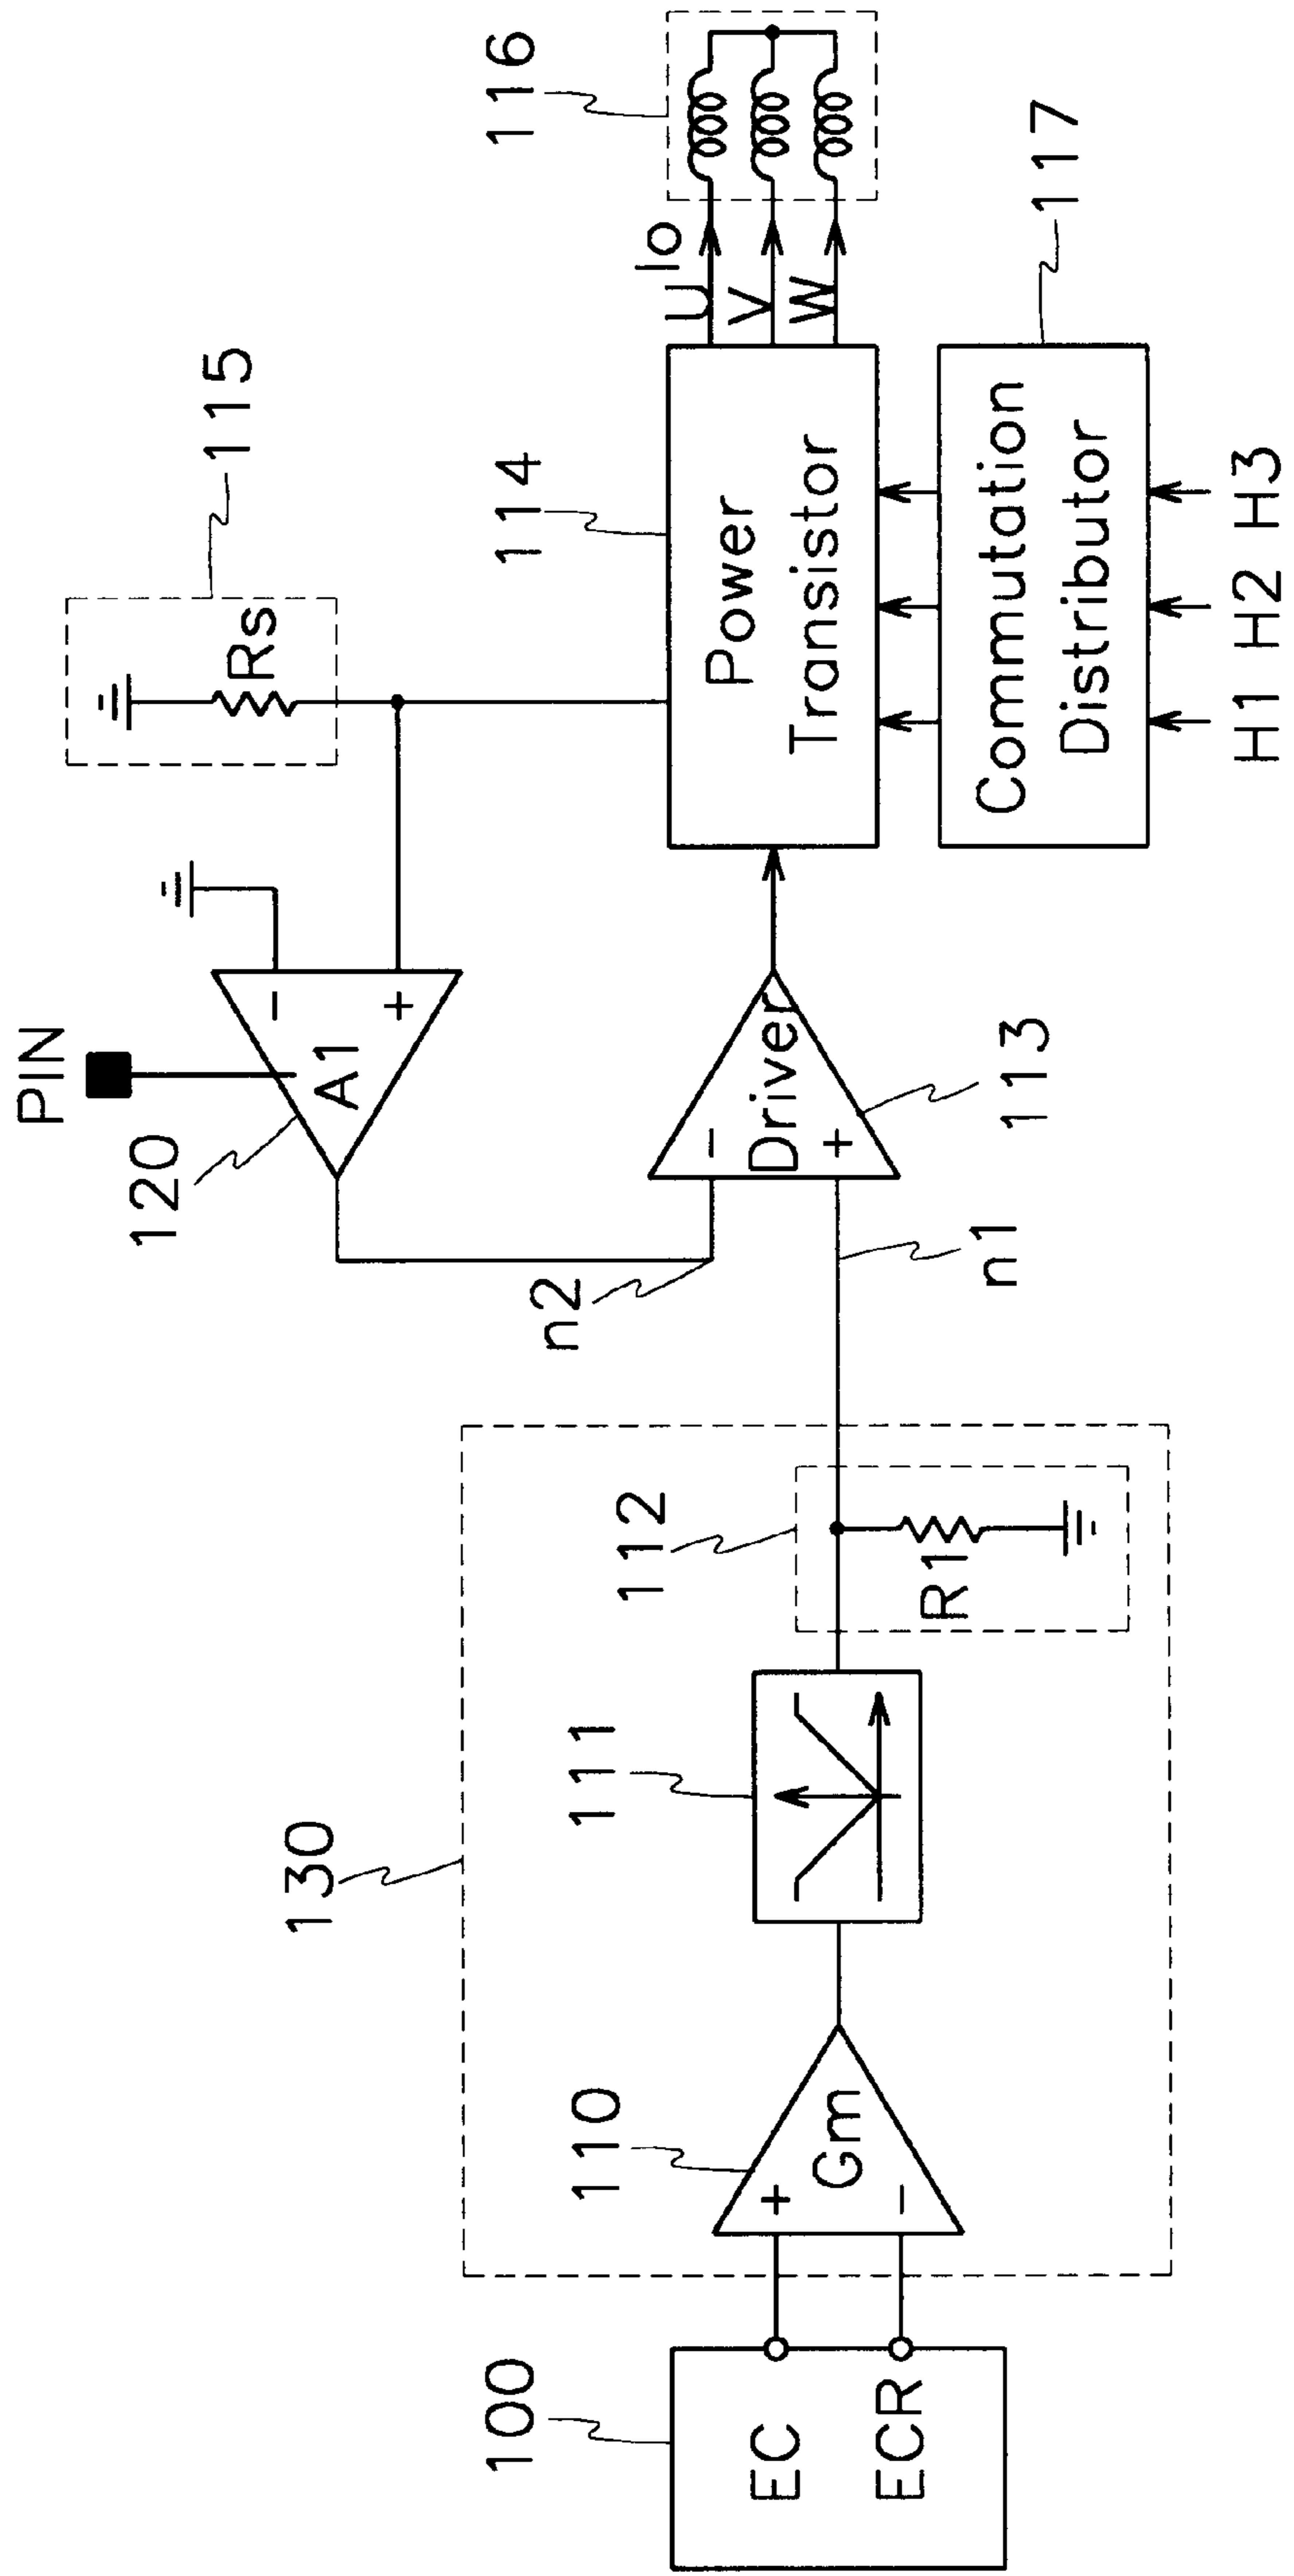 PIN
120
A1
−
+
115
Rs
116
114
Power
Transistor
U
Io
V
W
117
Commutation
Distributor
H1 H2 H3
n2
−
Driver
+
113
n1
130
112
R1
111
110
+
Gm
−
100
EC
ECR